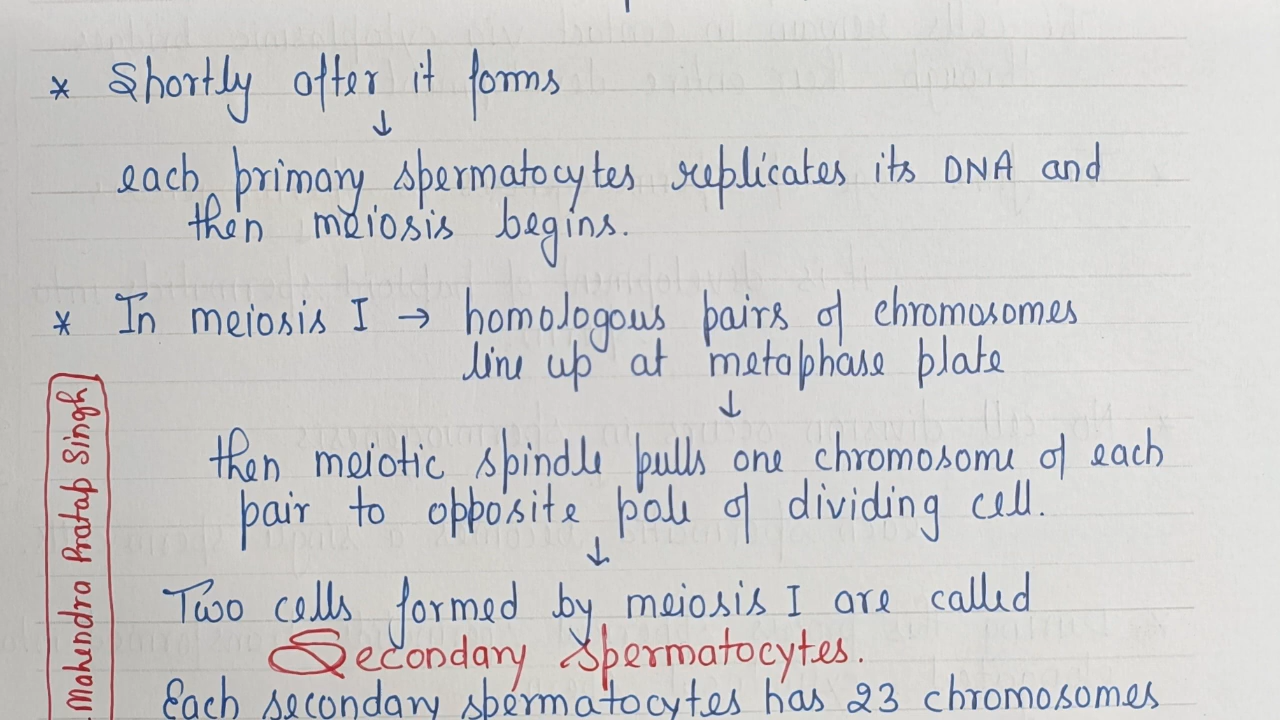 * Shortly after it forms
↓
each primary spermatocytes replicates its DNA and
then meiosis begins.
* In meiosis I → homologous pairs of chromosomes
line up at metaphase plate
↓
then meiotic spindle pulls one chromosome of each
pair to opposite pole of dividing cell.
↓
Two cells formed by meiosis I are called
Secondary spermatocytes.
Each secondary spermatocytes has 23 chromosomes
- Mahendra Pratap Singh